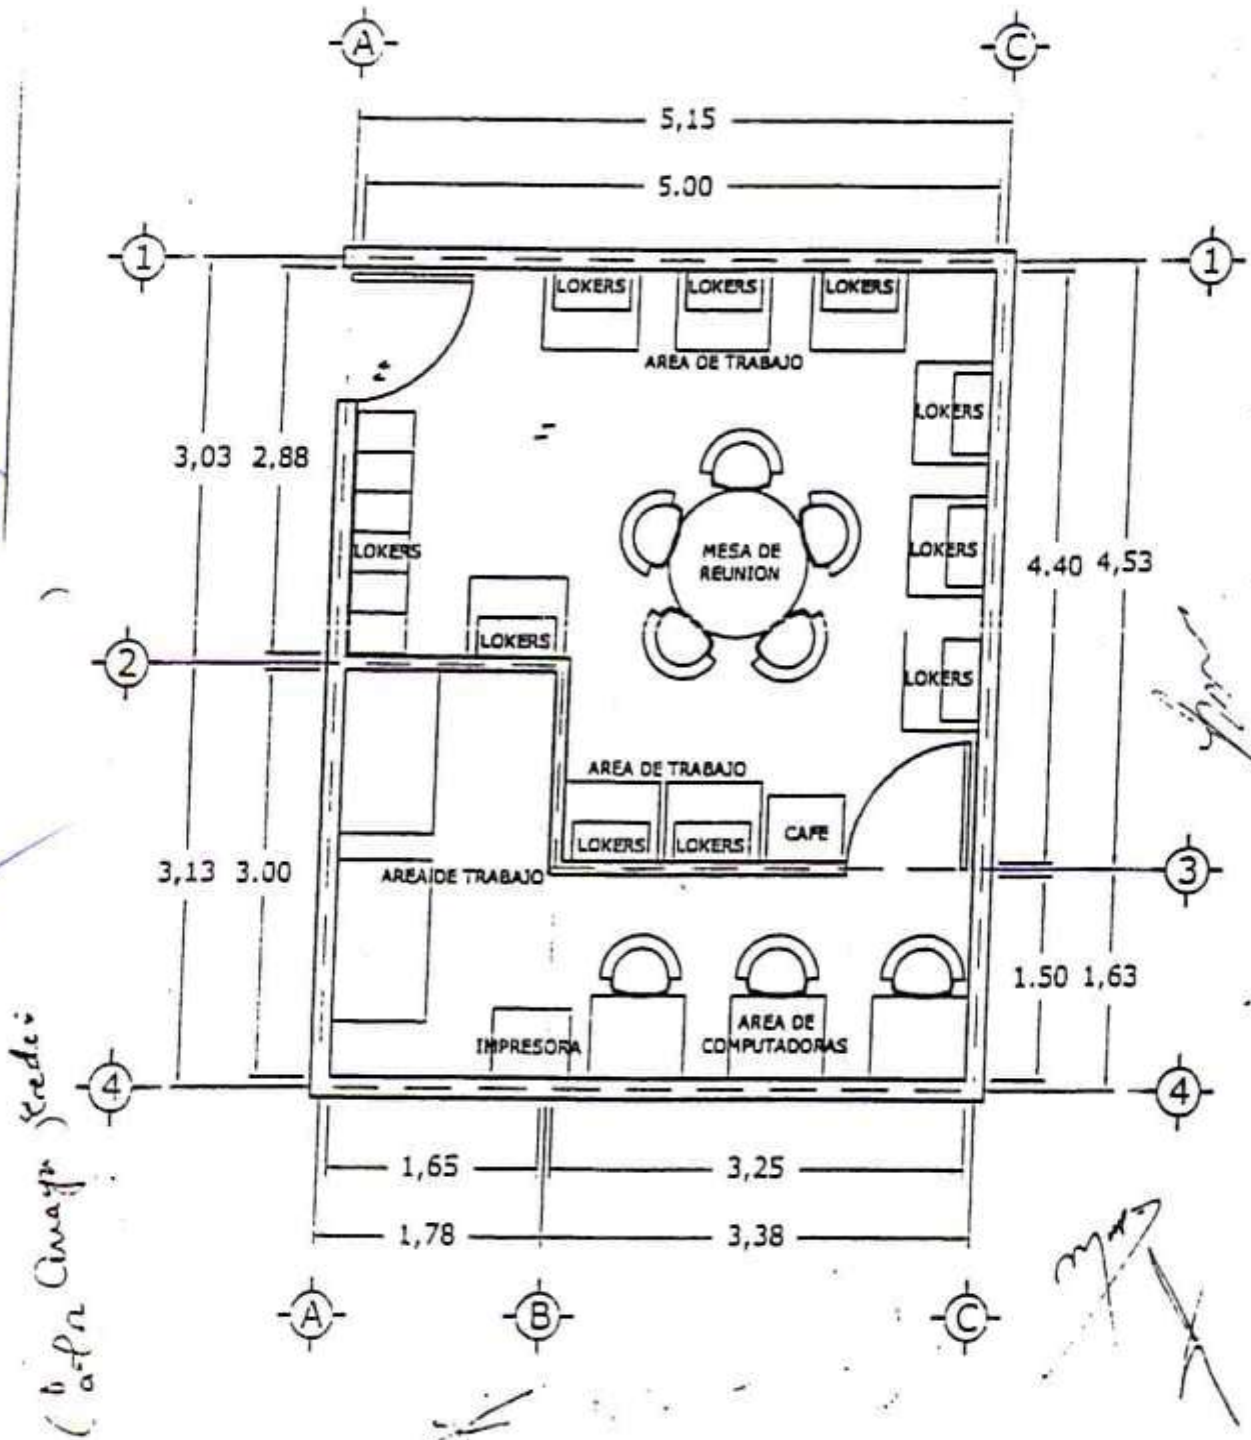 A C
5,15
5.00
1 1
LOKERS LOKERS LOKERS
AREA DE TRABAJO
LOKERS
3,03 2,88
LOKERS
MESA DE
REUNION
LOKERS
4.40 4,53
LOKERS
2
LOKERS
AREA DE TRABAJO
LOKERS LOKERS CAFE
3,13 3.00
AREA DE TRABAJO
3
1.50 1,63
IMPRESORA
AREA DE
COMPUTADORAS
4 4
1,65 3,25
1,78 3,38
A B C